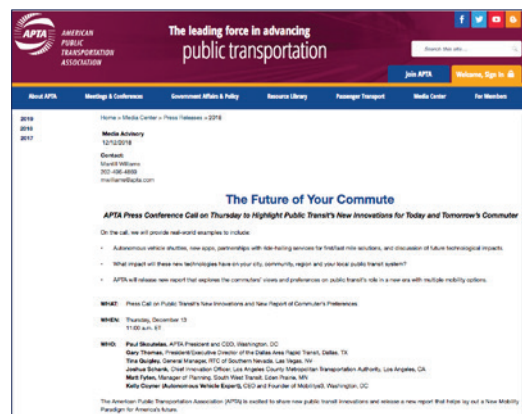 APTA
AMERICAN
PUBLIC
TRANSPORTATION
ASSOCIATION
The leading force in advancing
public transportation
Search this site...
Join APTA
Welcome, Sign In
About APTA Meetings & Conferences Government Affairs & Policy Resource Library Passenger Transport Media Center For Members
2019
2018
2017
Home » Media Center » Press Releases » 2018
Media Advisory
12/12/2018
Contact:
Mantill Williams
mwilliams@apta.com
The Future of Your Commute
APTA Press Conference Call on Thursday to Highlight Public Transit's New Innovations for Today and Tomorrow's Commuter
On the call, we will provide real-world examples to include:
- Autonomous vehicle shuttles, new apps, partnerships with ride-hailing services for first/last mile solutions, and discussion of future technological impacts.
- What impact will these new technologies have on your city, community, region and your local public transit system?
- APTA will release new report that explores the commuters' views and preferences on public transit's role in a new era with multiple mobility options.
WHAT: Press Call on Public Transit's New Innovations and New Report of Commuter's Preferences
WHEN: Thursday, December 13
11:00 a.m. ET
WHO: Paul Skoutelas, APTA President and CEO, Washington, DC
Gary Thomas, President/Executive Director of the Dallas Area Rapid Transit, Dallas, TX
Tina Quigley, General Manager, RTC of Southern Nevada, Las Vegas, NV
Joshua Schank, Chief Innovation Officer, Los Angeles County Metropolitan Transportation Authority, Los Angeles, CA
Matt Fyten, Manager of Planning, South West Transit, Eden Prairie, MN
Kelly Coyner (Autonomous Vehicle Expert), CEO and Founder of Mobility3, Washington, DC
The American Public Transportation Association (APTA) is excited to share new public transit innovations and release a new report that helps lay out a New Mobility
Paradigm for America's future.